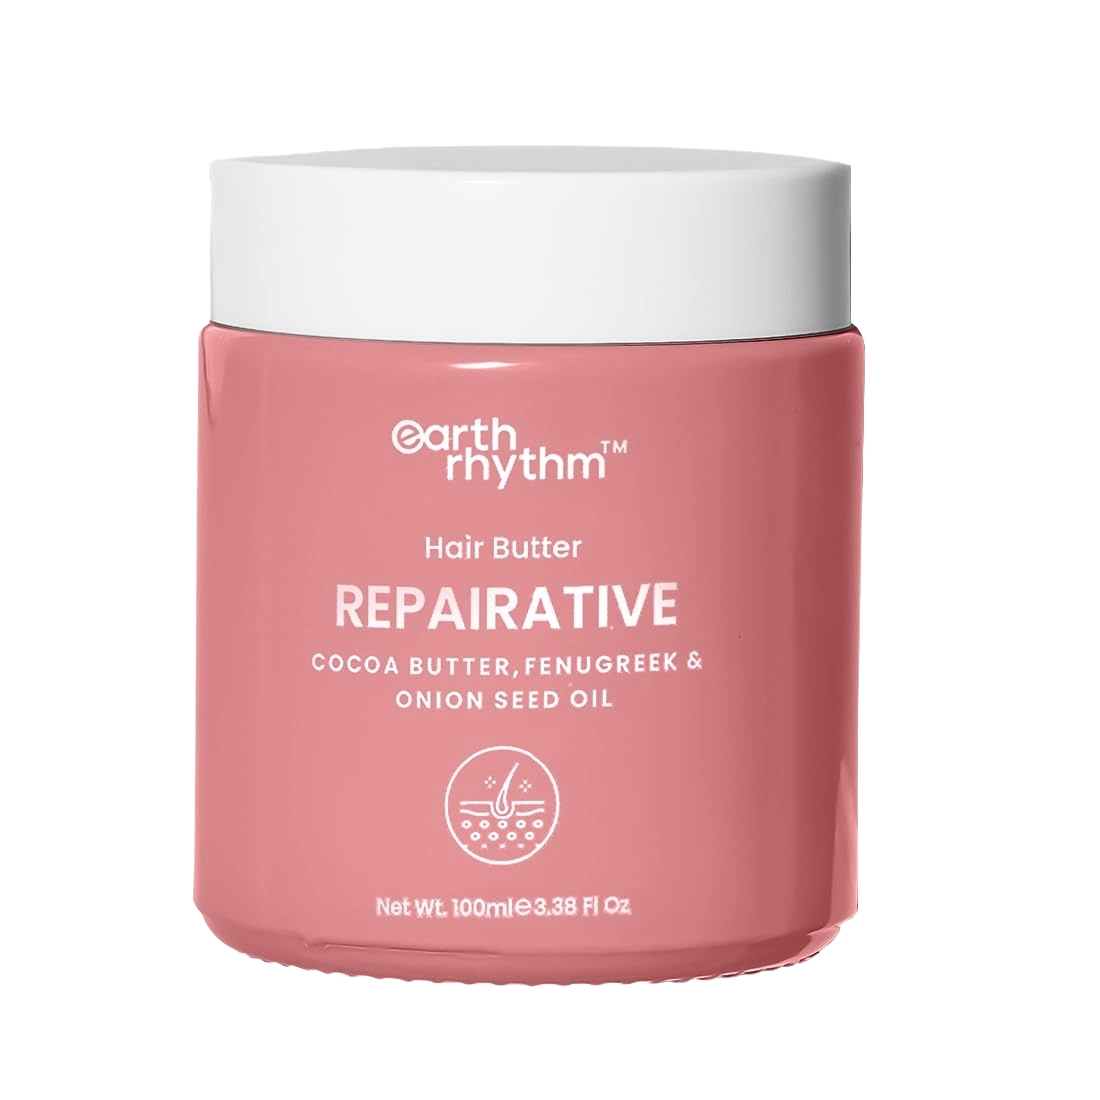 earth
rhythm™
Hair Butter
REPAIRATIVE
COCOA BUTTER, FENUGREEK &
ONION SEED OIL
Net Wt. 100ml℮3.38 Fl Oz